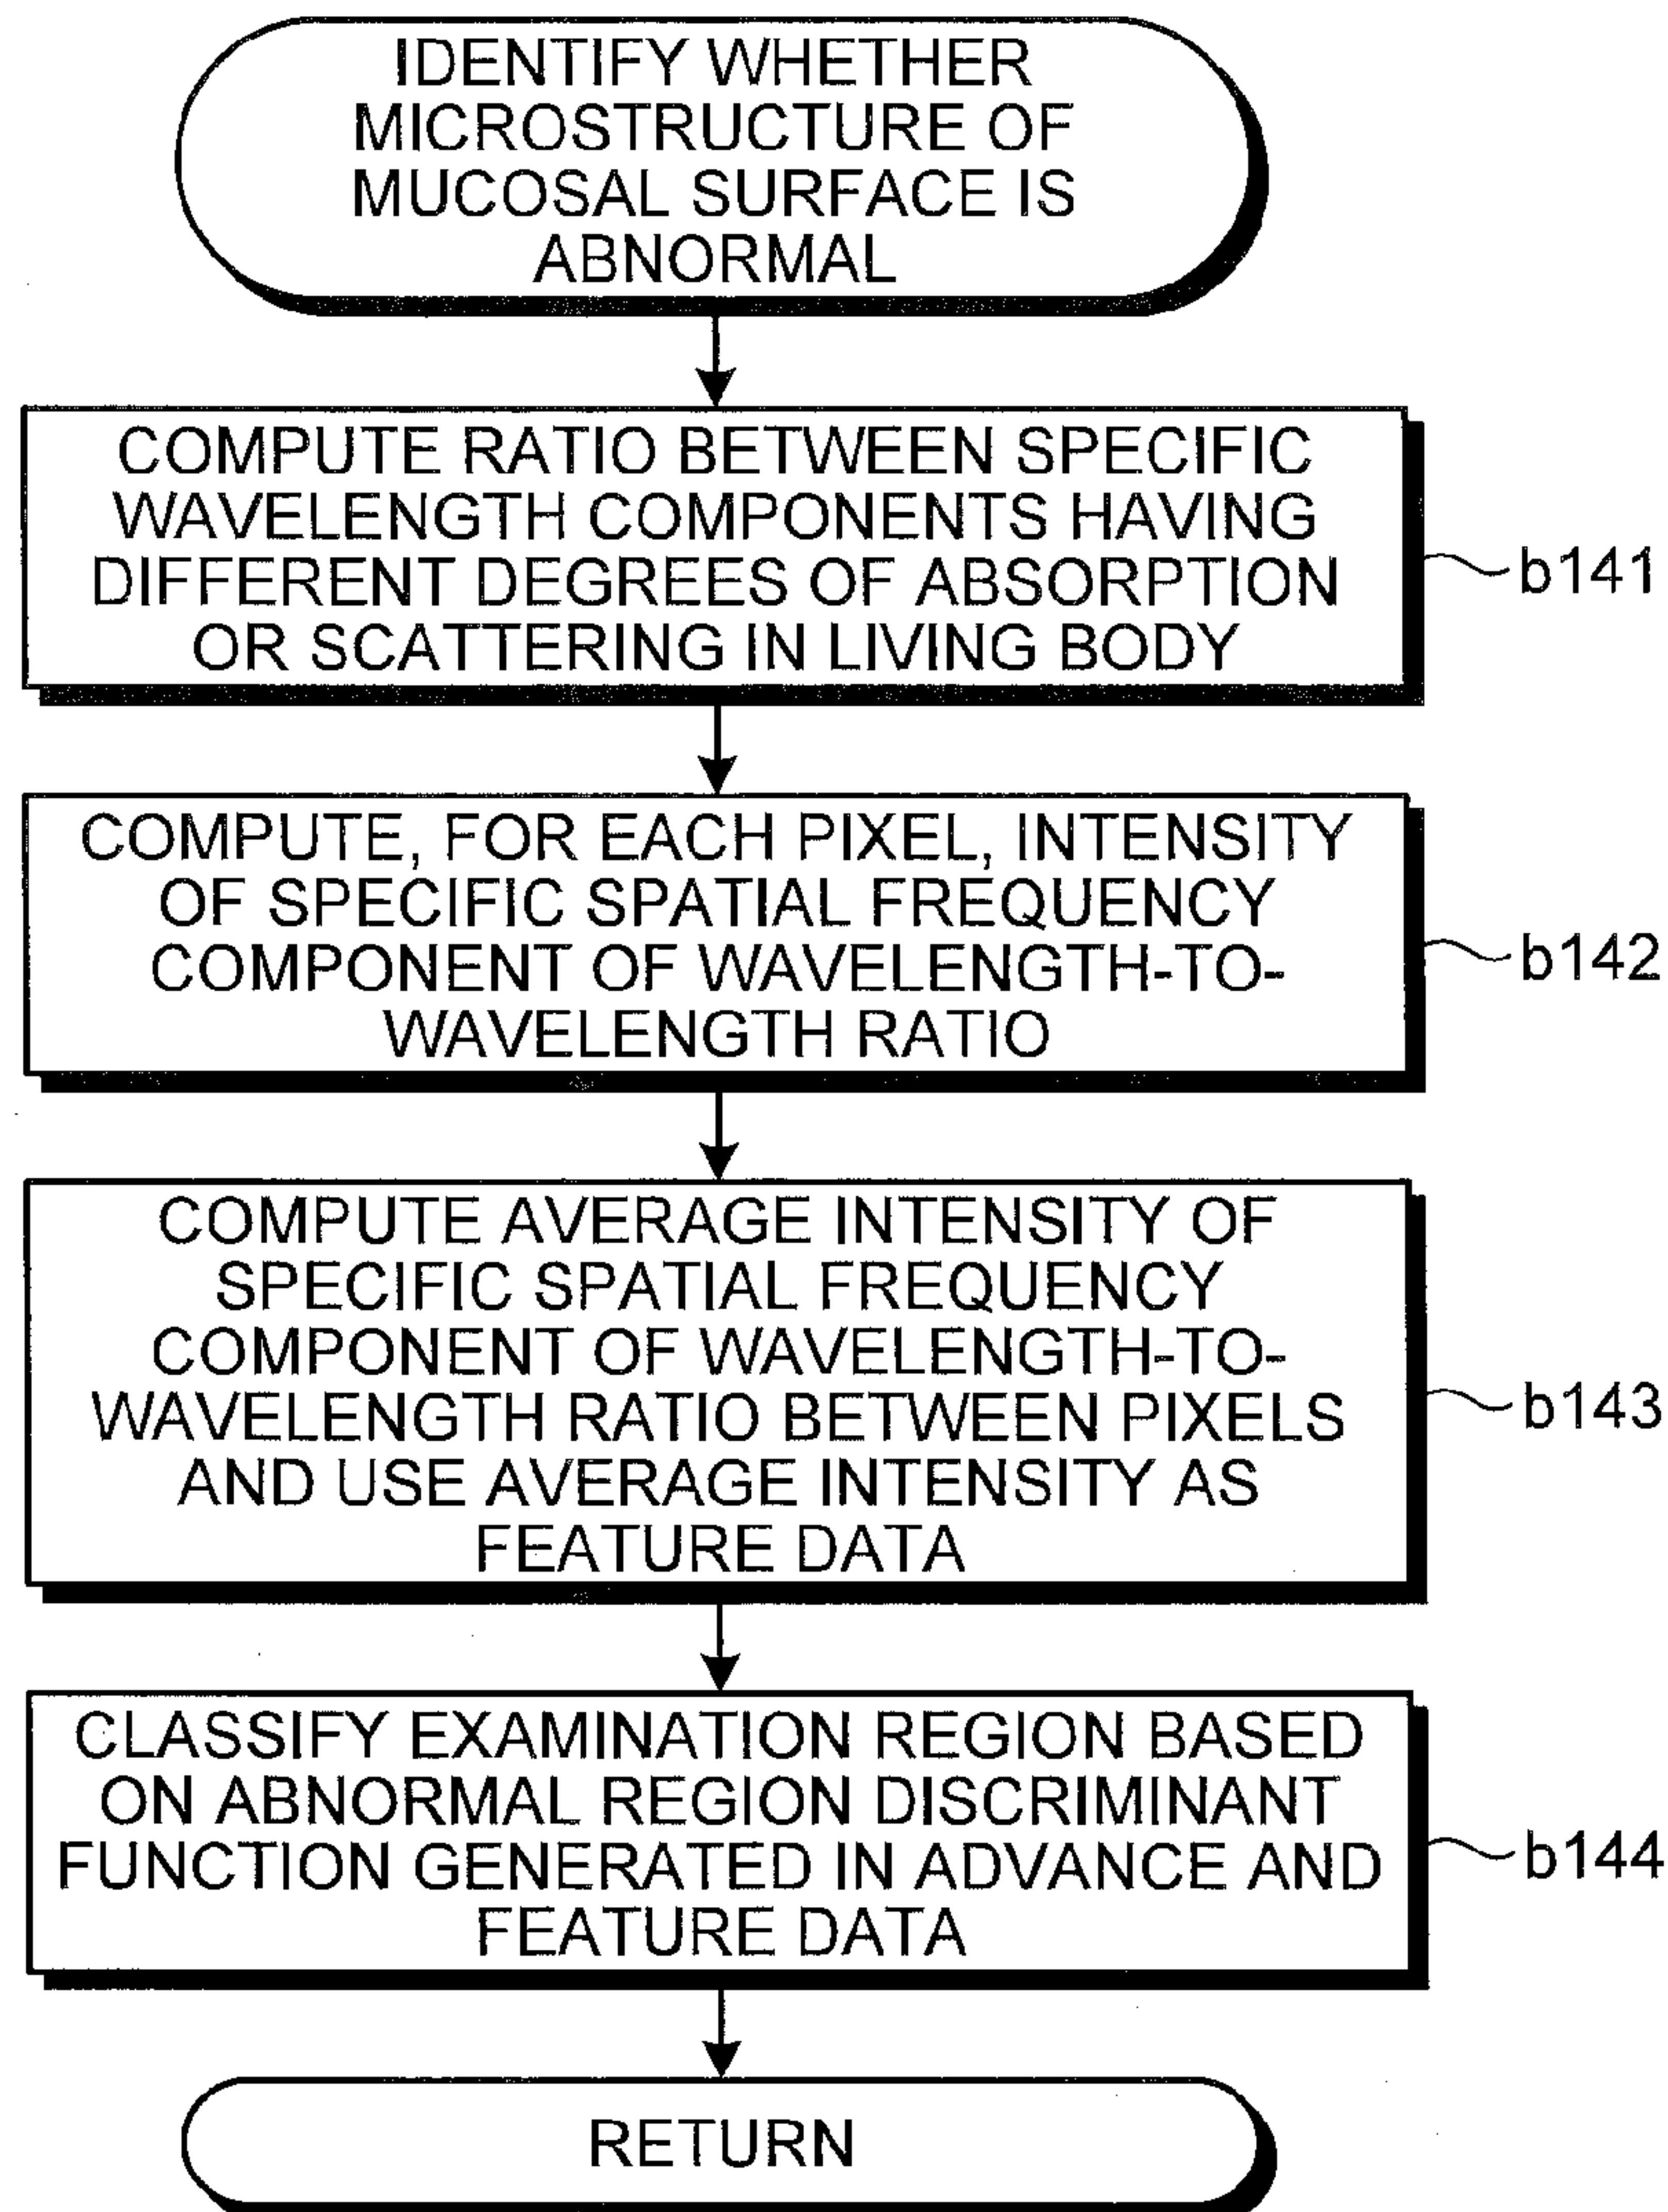 IDENTIFY WHETHER
MICROSTRUCTURE OF
MUCOSAL SURFACE IS
ABNORMAL
COMPUTE RATIO BETWEEN SPECIFIC
WAVELENGTH COMPONENTS HAVING
DIFFERENT DEGREES OF ABSORPTION
OR SCATTERING IN LIVING BODY
b141
COMPUTE, FOR EACH PIXEL, INTENSITY
OF SPECIFIC SPATIAL FREQUENCY
COMPONENT OF WAVELENGTH-TO-
WAVELENGTH RATIO
b142
COMPUTE AVERAGE INTENSITY OF
SPECIFIC SPATIAL FREQUENCY
COMPONENT OF WAVELENGTH-TO-
WAVELENGTH RATIO BETWEEN PIXELS
AND USE AVERAGE INTENSITY AS
FEATURE DATA
b143
CLASSIFY EXAMINATION REGION BASED
ON ABNORMAL REGION DISCRIMINANT
FUNCTION GENERATED IN ADVANCE AND
FEATURE DATA
b144
RETURN